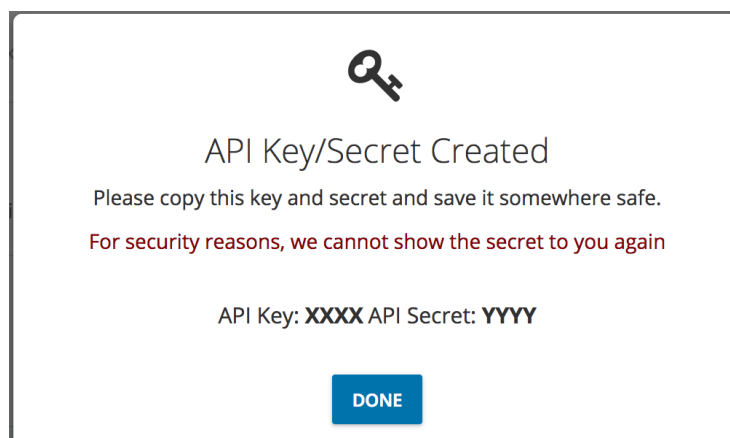 API Key/Secret Created
Please copy this key and secret and save it somewhere safe.
For security reasons, we cannot show the secret to you again
API Key: XXXX API Secret: YYYY
DONE